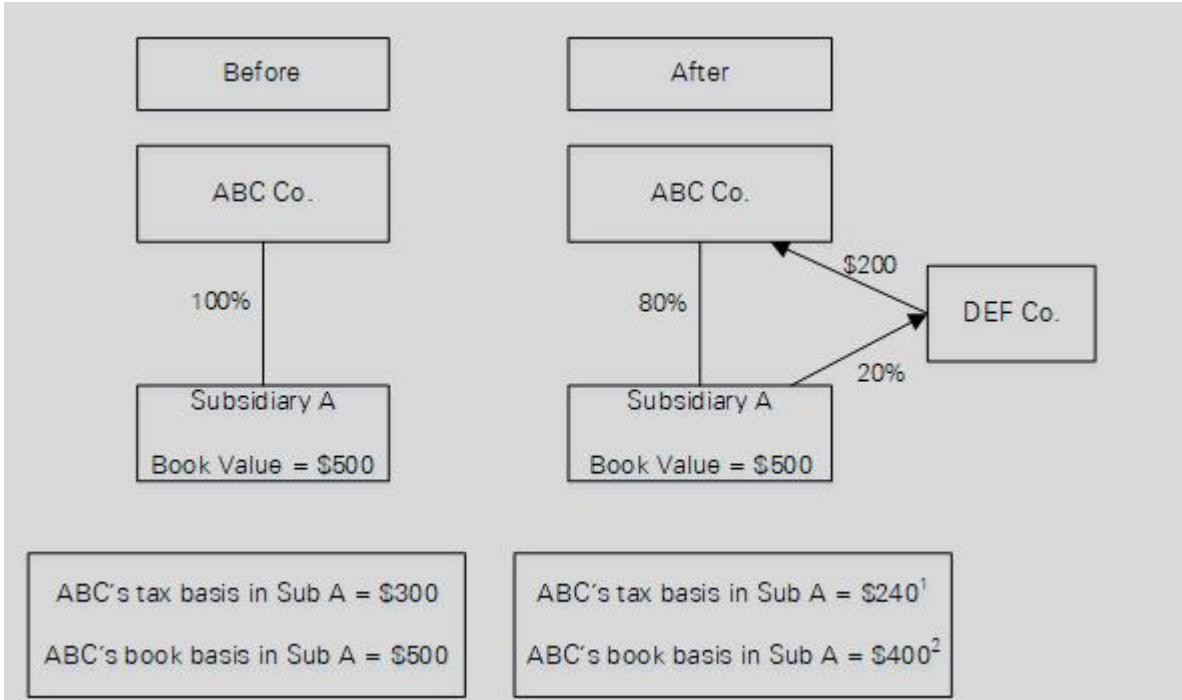 Before
After
ABC Co.
ABC Co.
$200
DEF Co.
100%
80%
20%
Subsidiary A
Book Value = $500
Subsidiary A
Book Value = $500
ABC's tax basis in Sub A = $300
ABC's book basis in Sub A = $500
ABC's tax basis in Sub A = $240¹
ABC's book basis in Sub A = $400²